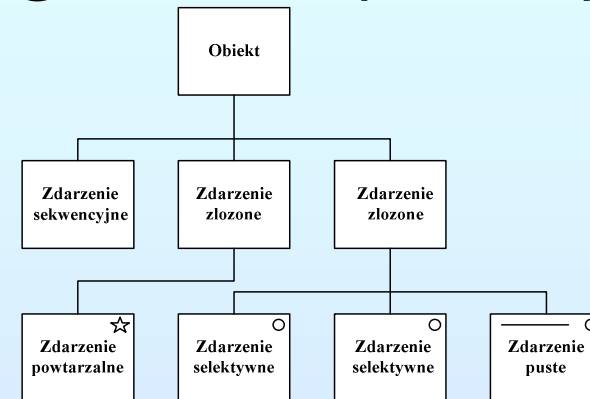 Obiekt
Zdarzenie
sekwencyjne
Zdarzenie
zlozone
Zdarzenie
zlozone
Zdarzenie
powtarzalne
Zdarzenie
selektywne
Zdarzenie
selektywne
Zdarzenie
puste